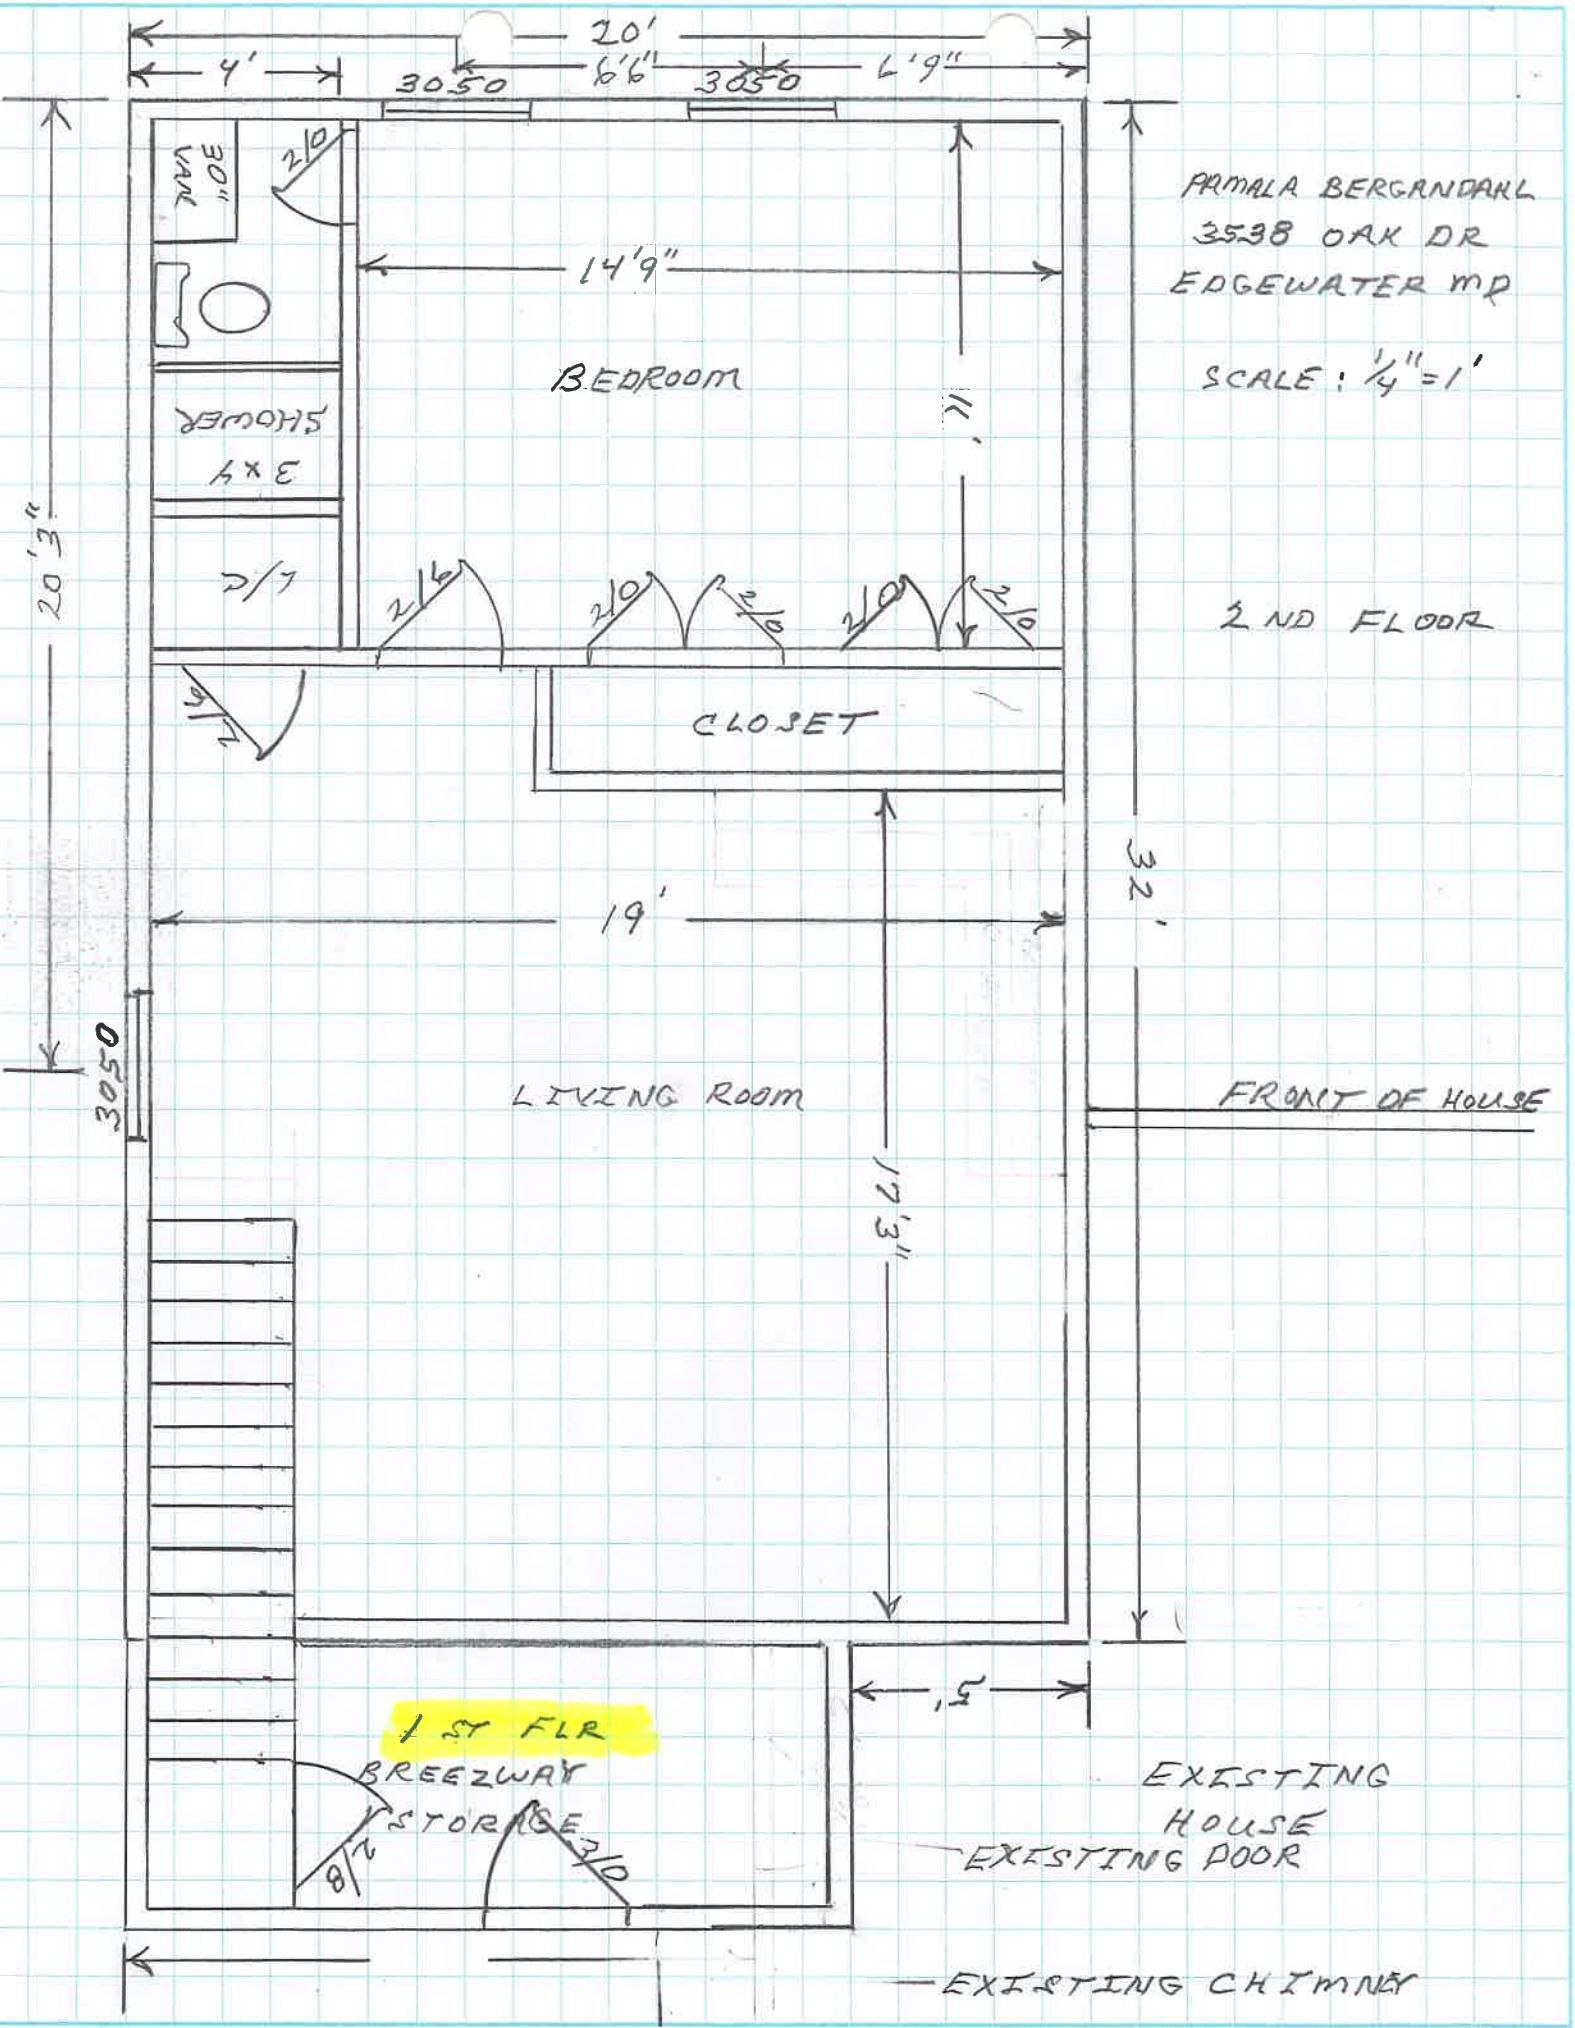 20'
4'
6'6"
6'9"
3050
3050
30"
VAN
2/0
PAMALA BERGANDAHL
3538 OAK DR
EDGEWATER MD
14'9"
SCALE: 1/4"=1'
BEDROOM
11'
SHOWER
3x4
20'3"
L/C
2/6
2/0
2/0
2/0
2/0
2 ND FLOOR
2/6
CLOSET
32'
19'
3050
LIVING ROOM
FRONT OF HOUSE
17'3"
5'
1 ST FLR
BREEZWAY
STORAGE
2/8
3/0
EXISTING
HOUSE
EXISTING DOOR
EXISTING CHIMNEY